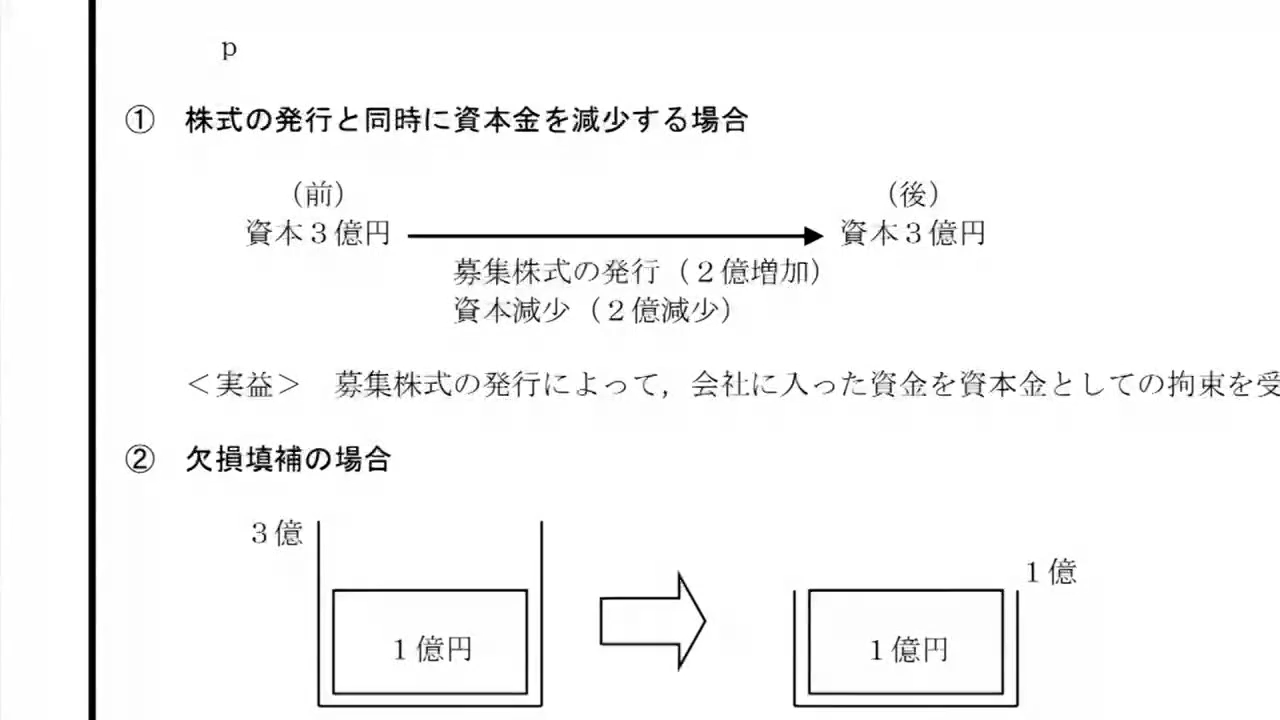 p
① 株式の発行と同時に資本金を減少する場合
（前）
（後）
資本３億円
資本３億円
募集株式の発行（２億増加）
資本減少（２億減少）
＜実益＞　募集株式の発行によって，会社に入った資金を資本金としての拘束を受
② 欠損填補の場合
３億
１億
１億円
１億円